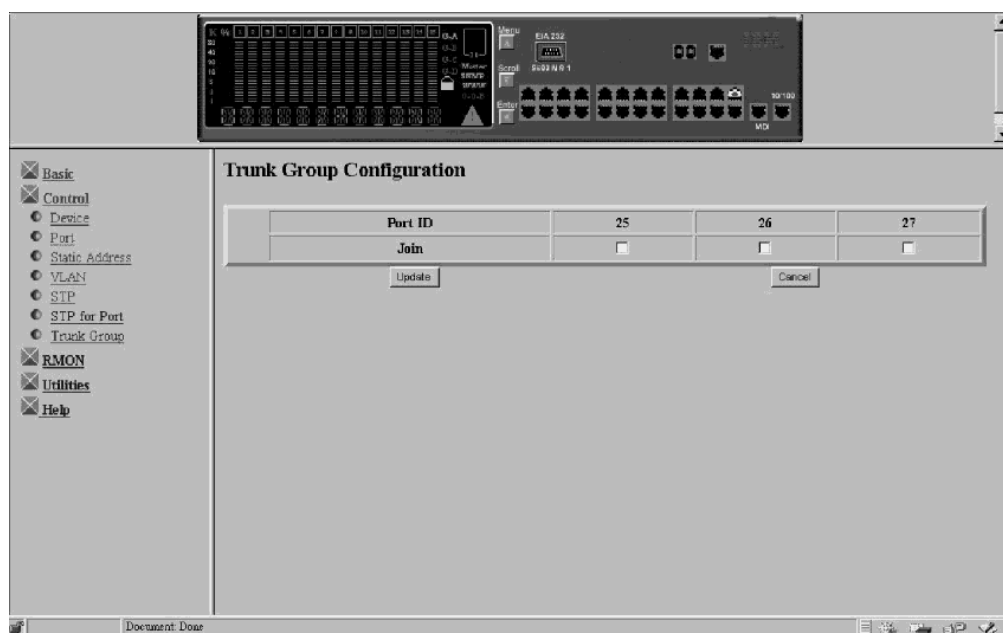 Menu
EIA 252
Scroll
Enter
10/100
MDI
Basic
Control
Device
Port
Static Address
VLAN
STP
STP for Port
Trunk Group
RMON
Utilities
Help
Trunk Group Configuration
Port ID 25 26 27
Join
Update Cancel
Document: Done